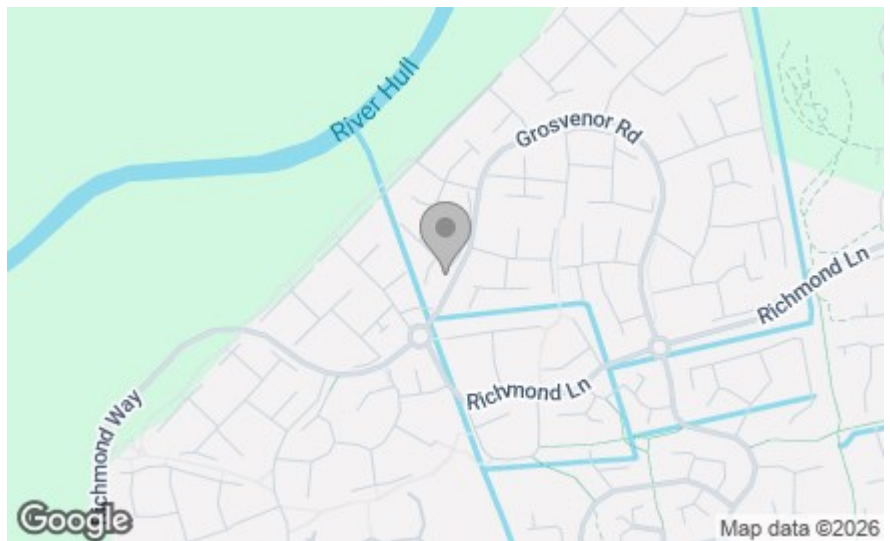 River Hull
Grosvenor Rd
Richmond Ln
Richmond Ln
Richmond Way
Google
Map data ©2026